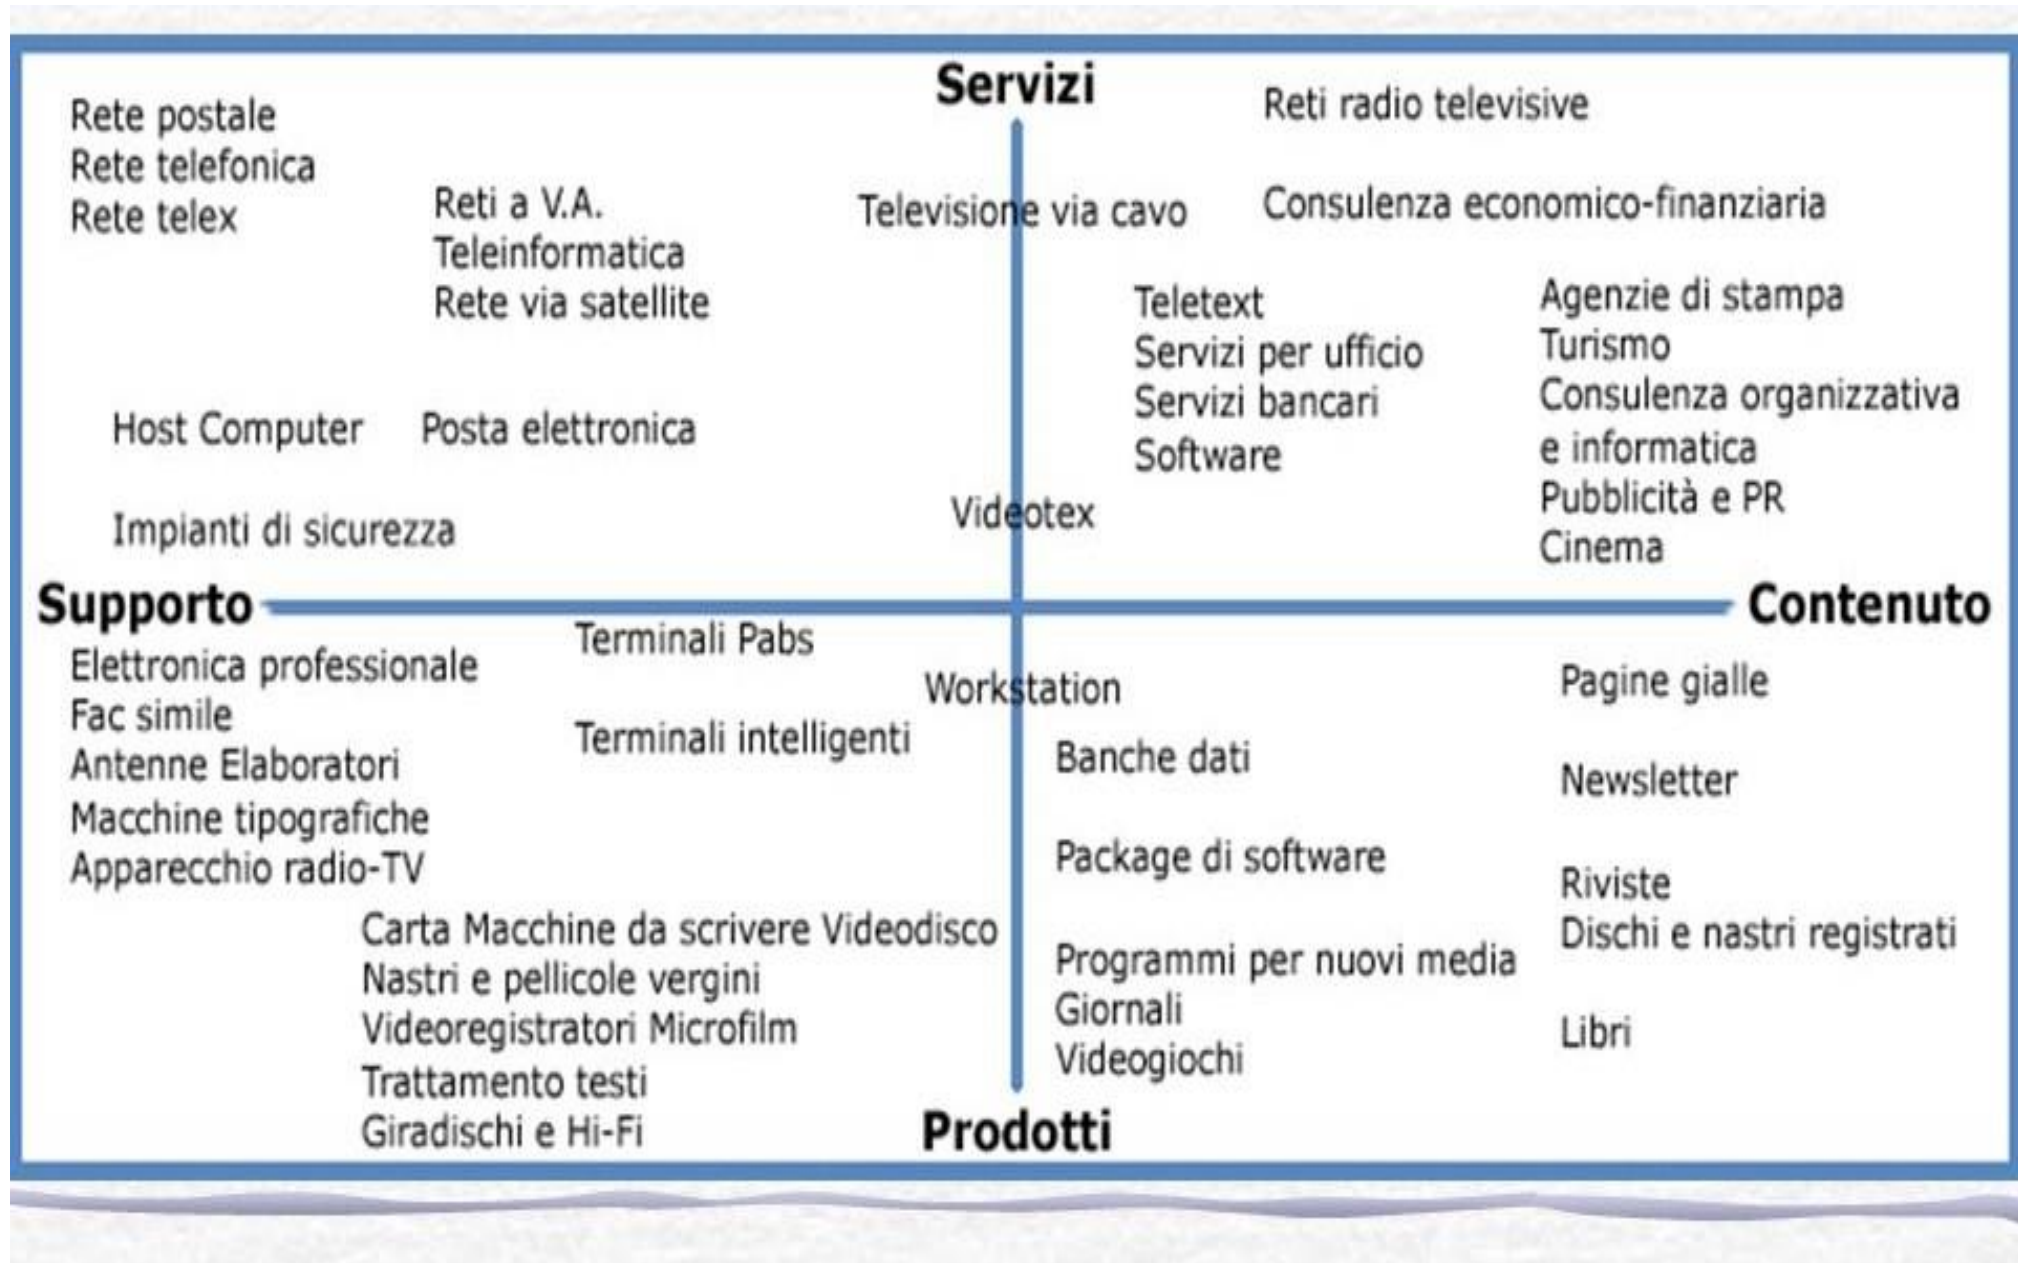 Servizi
Rete postale
Rete telefonica
Rete telex
Reti a V.A.
Teleinformatica
Rete via satellite
Host Computer
Posta elettronica
Impianti di sicurezza
Televisione via cavo
Videotex
Reti radio televisive
Consulenza economico-finanziaria
Teletext
Servizi per ufficio
Servizi bancari
Software
Agenzie di stampa
Turismo
Consulenza organizzativa
e informatica
Pubblicità e PR
Cinema
Supporto
Contenuto
Elettronica professionale
Fac simile
Antenne Elaboratori
Macchine tipografiche
Apparecchio radio-TV
Terminali Pabs
Terminali intelligenti
Workstation
Carta Macchine da scrivere Videodisco
Nastri e pellicole vergini
Videoregistratori Microfilm
Trattamento testi
Giradischi e Hi-Fi
Banche dati
Package di software
Programmi per nuovi media
Giornali
Videogiochi
Pagine gialle
Newsletter
Riviste
Dischi e nastri registrati
Libri
Prodotti